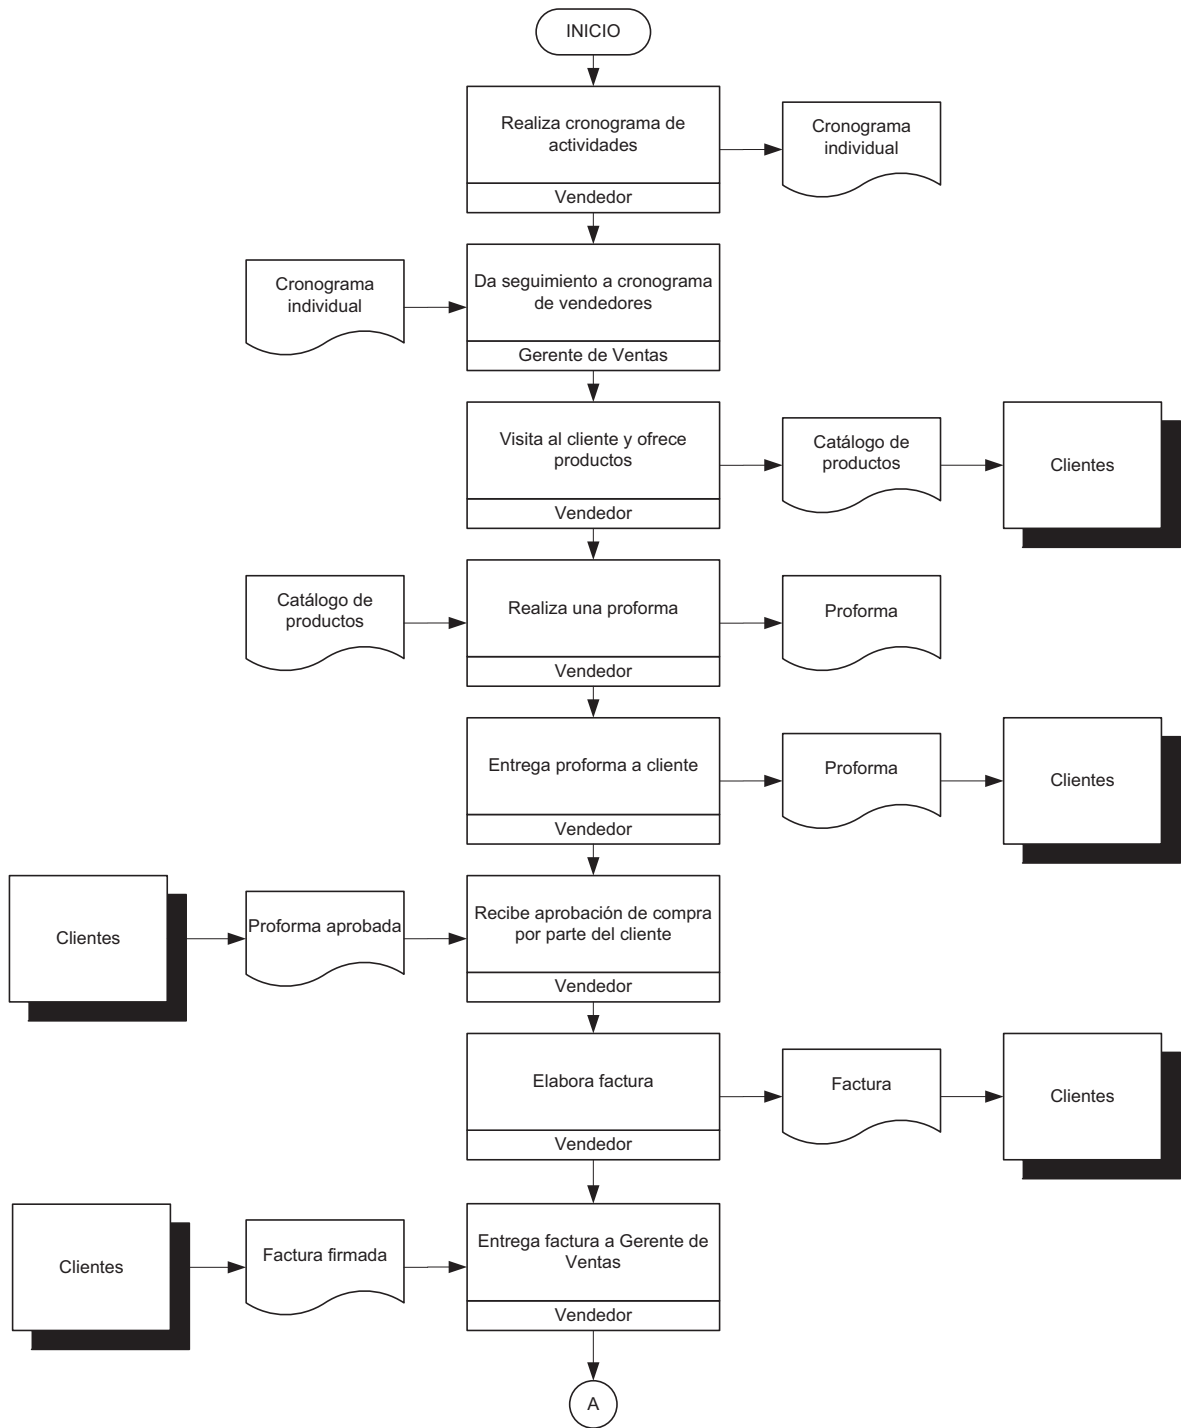 INICIO
Realiza cronograma de
actividades
Vendedor
Cronograma
individual
Cronograma
individual
Da seguimiento a cronograma
de vendedores
Gerente de Ventas
Visita al cliente y ofrece
productos
Vendedor
Catálogo de
productos
Clientes
Catálogo de
productos
Realiza una proforma
Vendedor
Proforma
Entrega proforma a cliente
Vendedor
Proforma
Clientes
Clientes
Proforma aprobada
Recibe aprobación de compra
por parte del cliente
Vendedor
Elabora factura
Vendedor
Factura
Clientes
Clientes
Factura firmada
Entrega factura a Gerente de
Ventas
Vendedor
A